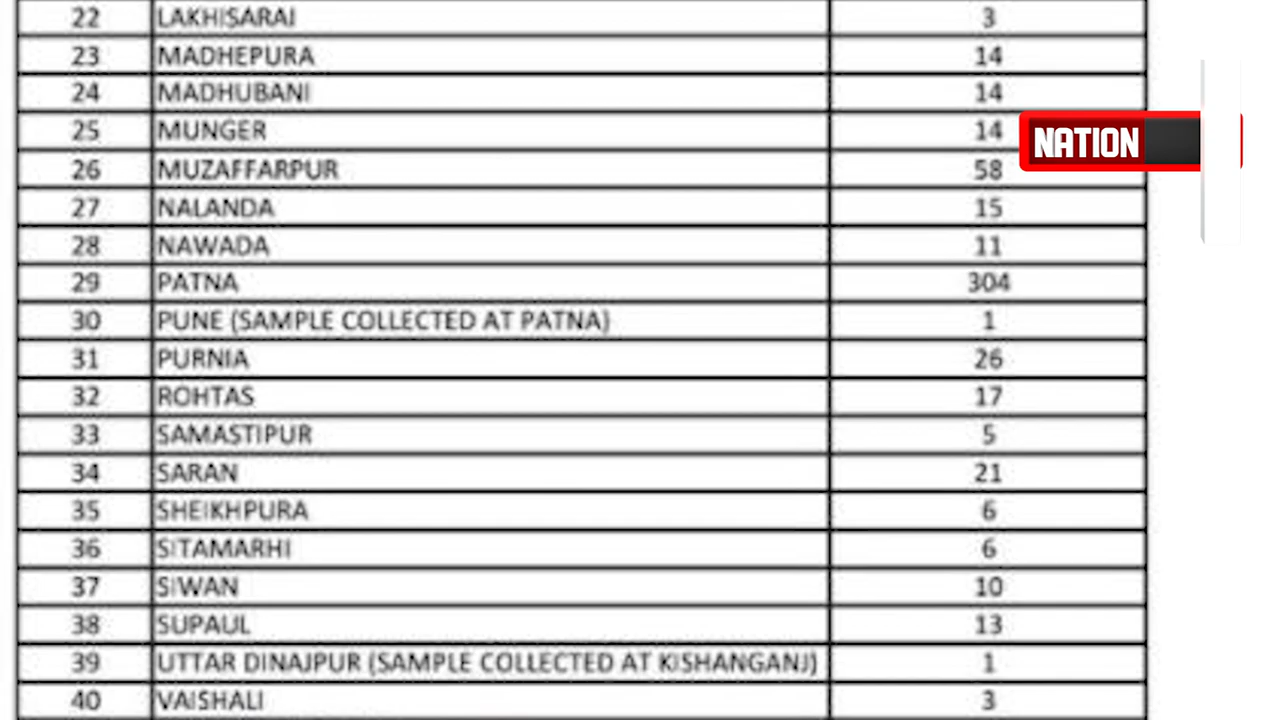 22 LAKHISARAI 3
23 MADHEPURA 14
24 MADHUBANI 14
25 MUNGER 14
NATION
26 MUZAFFARPUR 58
27 NALANDA 15
28 NAWADA 11
29 PATNA 304
30 PUNE (SAMPLE COLLECTED AT PATNA) 1
31 PURNIA 26
32 ROHTAS 17
33 SAMASTIPUR 5
34 SARAN 21
35 SHEIKHPURA 6
36 SITAMARHI 6
37 SIWAN 10
38 SUPAUL 13
39 UTTAR DINAJPUR (SAMPLE COLLECTED AT KISHANGANJ) 1
40 VAISHALI 3